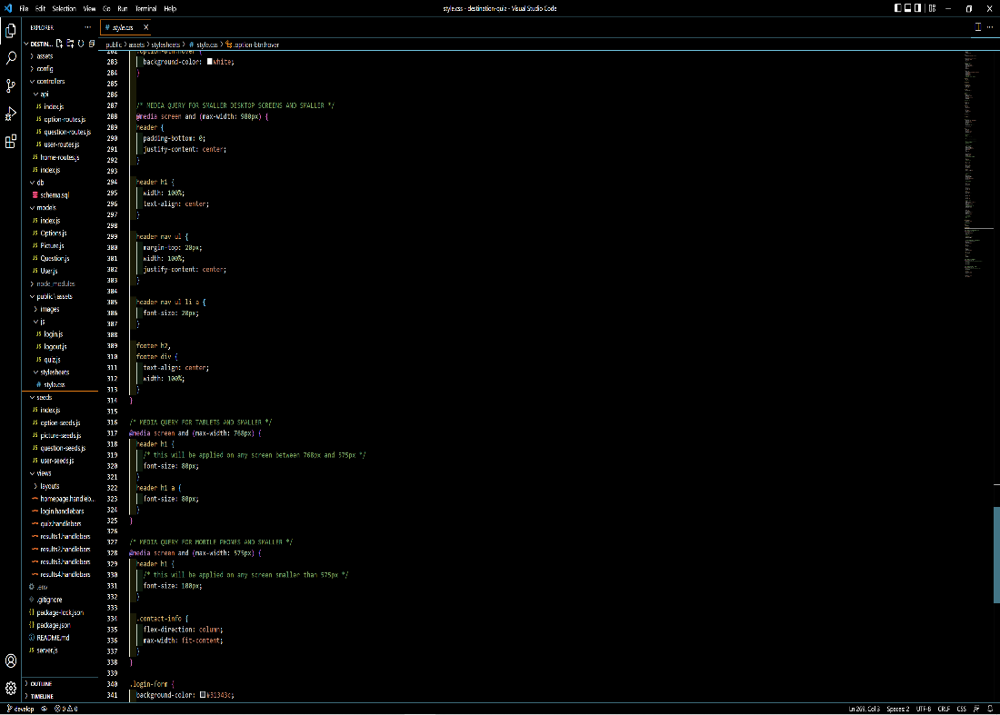 File Edit Selection View Go Run Terminal Help
style.css - destination-quiz - Visual Studio Code
EXPLORER
DESTIN...
assets
config
controllers
api
JS index.js
JS option-routes.js
JS question-routes.js
JS user-routes.js
JS home-routes.js
JS index.js
db
schema.sql
models
JS index.js
JS Options.js
JS Picture.js
JS Question.js
JS User.js
node_modules
public\assets
images
js
JS login.js
JS logout.js
JS quiz.js
stylesheets
# style.css
seeds
JS index.js
JS option-seeds.js
JS picture-seeds.js
JS question-seeds.js
JS user-seeds.js
views
layouts
homepage.handleb...
login.handlebars
quiz.handlebars
results1.handlebars
results2.handlebars
results3.handlebars
results4.handlebars
.env
.gitignore
{} package-lock.json
{} package.json
README.md
JS server.js
OUTLINE
TIMELINE
# style.css
public > assets > stylesheets > # style.css > .option-btn:hover
282 .option-btn:hover {
283 background-color: white;
284 }
285
286
287 /* MEDIA QUERY FOR SMALLER DESKTOP SCREENS AND SMALLER */
288 @media screen and (max-width: 980px) {
289 header {
290 padding-bottom: 0;
291 justify-content: center;
292 }
293
294 header h1 {
295 width: 100%;
296 text-align: center;
297 }
298
299 header nav ul {
300 margin-top: 20px;
301 width: 100%;
302 justify-content: center;
303 }
304
305 header nav ul li a {
306 font-size: 20px;
307 }
308
309 footer h2,
310 footer div {
311 text-align: center;
312 width: 100%;
313 }
314 }
315
316 /* MEDIA QUERY FOR TABLETS AND SMALLER */
317 @media screen and (max-width: 768px) {
318 header h1 {
319 /* this will be applied on any screen between 768px and 575px */
320 font-size: 80px;
321 }
322 header h1 a {
323 font-size: 80px;
324 }
325 }
326
327 /* MEDIA QUERY FOR MOBILE PHONES AND SMALLER */
328 @media screen and (max-width: 575px) {
329 header h1 {
330 /* this will be applied on any screen smaller than 575px */
331 font-size: 100px;
332 }
333
334 .contact-info {
335 flex-direction: column;
336 max-width: fit-content;
337 }
338 }
339
340 .login-form {
341 background-color: #31343c;
develop
0 0
Ln 269, Col 3 Spaces: 2 UTF-8 CRLF CSS